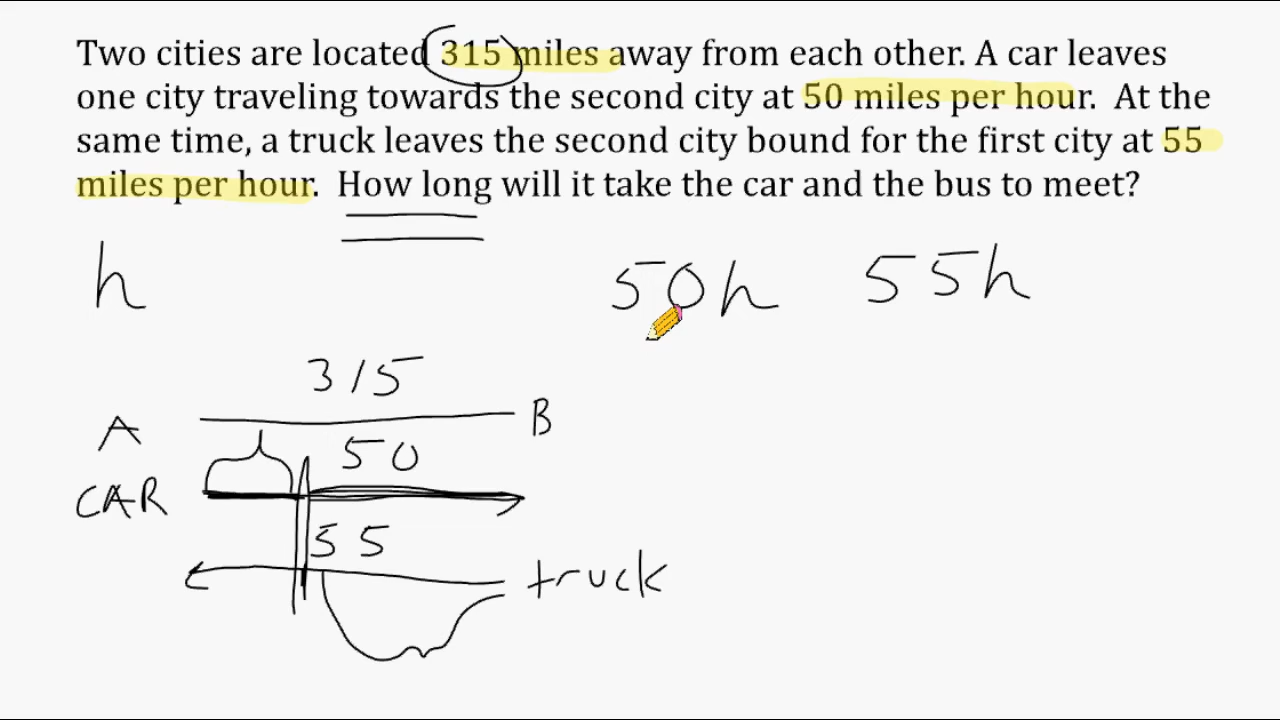 Two cities are located 315 miles away from each other. A car leaves
one city traveling towards the second city at 50 miles per hour.  At the
same time, a truck leaves the second city bound for the first city at 55
miles per hour.  How long will it take the car and the bus to meet?
h 50h 55h
315
A B
50
CAR
55
truck